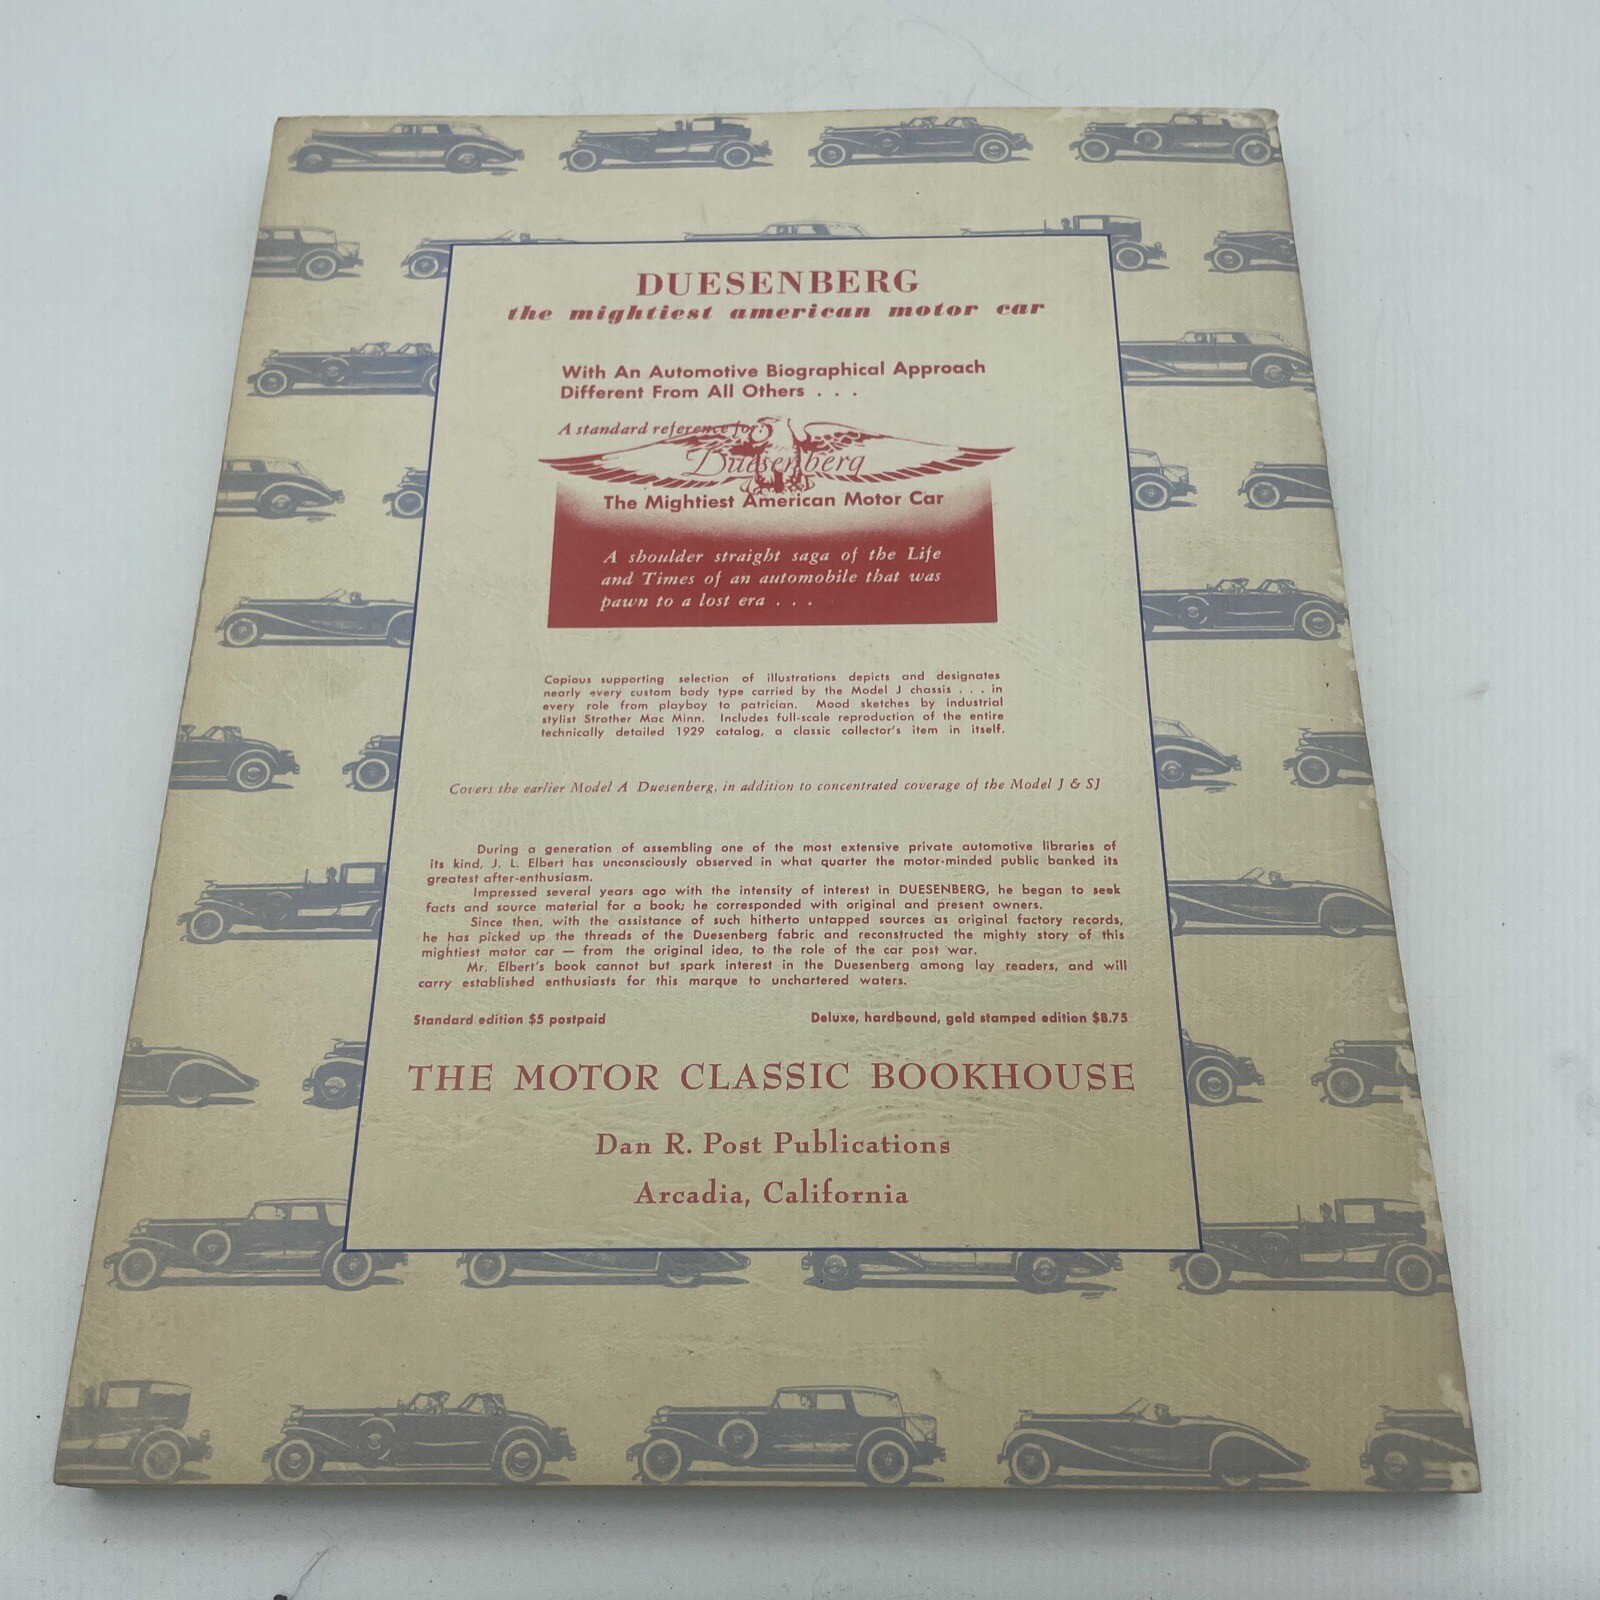 DUESENBERG
the mightiest american motor car
With An Automotive Biographical Approach
Different From All Others . . .
A standard reference for:
Duesenberg
The Mightiest American Motor Car
A shoulder straight saga of the Life
and Times of an automobile that was
pawn to a lost era . . .
Copious supporting selection of illustrations depicts and designates
nearly every custom body type carried by the Model J chassis . . . in
every role from playboy to patrician. Mood sketches by industrial
stylist Strother Mac Minn. Includes full-scale reproduction of the entire
technically detailed 1929 catalog, a classic collector's item in itself.
Covers the earlier Model A Duesenberg, in addition to concentrated coverage of the Model J & SJ
During a generation of assembling one of the most extensive private automotive libraries of
its kind, J. L. Elbert has unconsciously observed in what quarter the motor-minded public banked its
greatest after-enthusiasm.
Impressed several years ago with the intensity of interest in DUESENBERG, he began to seek
facts and source material for a book; he corresponded with original and present owners.
Since then, with the assistance of such hitherto untapped sources as original factory records,
he has picked up the threads of the Duesenberg fabric and reconstructed the mighty story of this
mightiest motor car — from the original idea, to the role of the car post war.
Mr. Elbert's book cannot but spark interest in the Duesenberg among lay readers, and will
carry established enthusiasts for this marque to unchartered waters.
Standard edition $5 postpaid Deluxe, hardbound, gold stamped edition $8.75
THE MOTOR CLASSIC BOOKHOUSE
Dan R. Post Publications
Arcadia, California